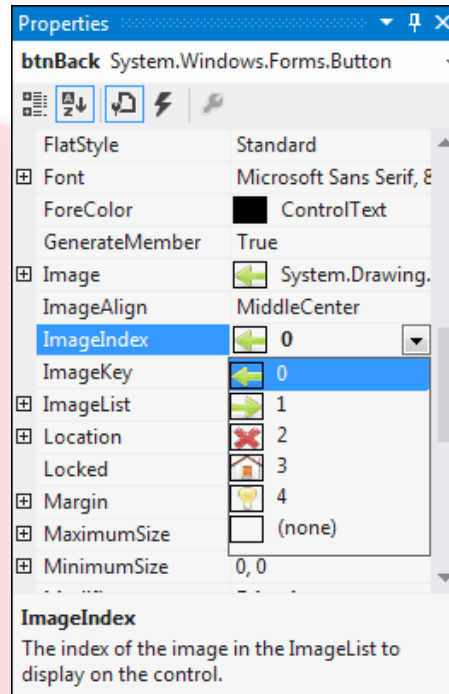 Properties
btnBack System.Windows.Forms.Button
FlatStyle Standard
Font Microsoft Sans Serif, 8
ForeColor ControlText
GenerateMember True
Image System.Drawing.
ImageAlign MiddleCenter
ImageIndex 0
ImageKey 0
ImageList 1
Location 2
Locked 3
Margin 4
MaximumSize (none)
MinimumSize 0, 0
ImageIndex
The index of the image in the ImageList to
display on the control.